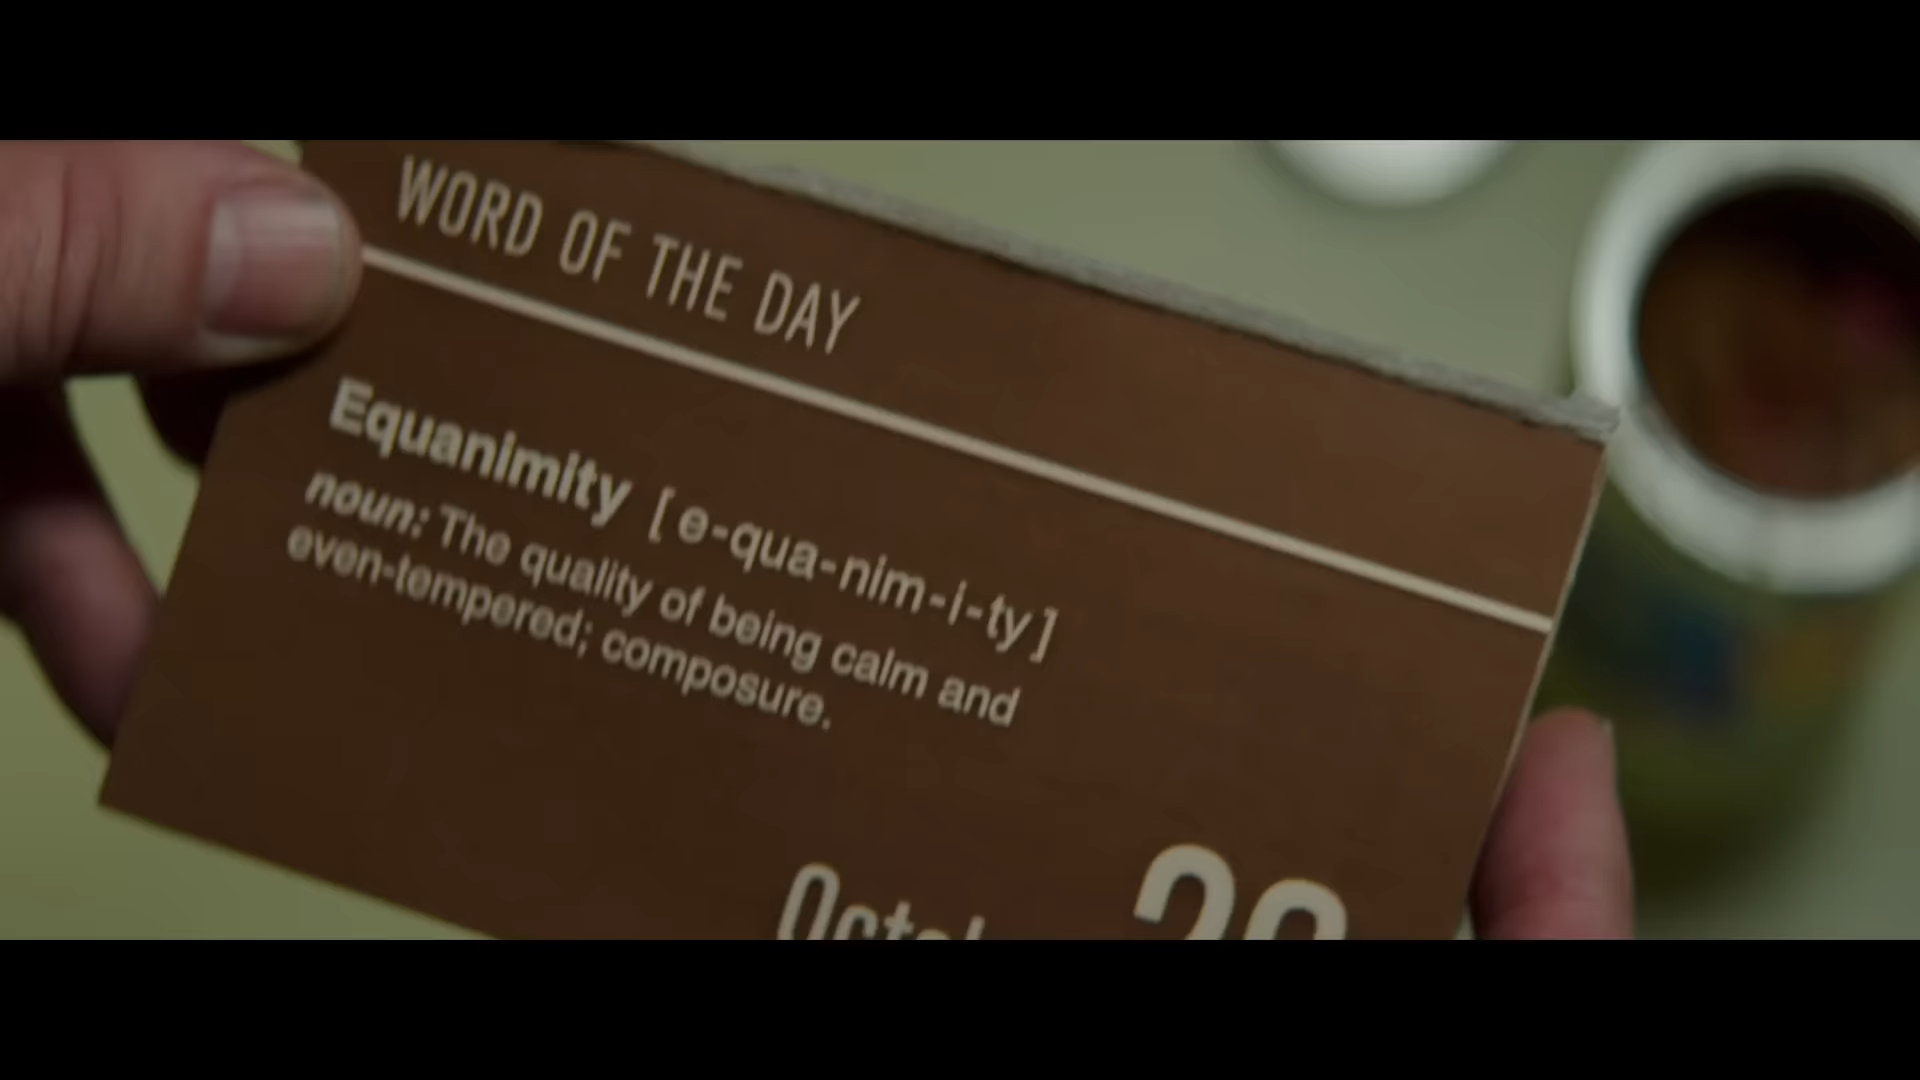 WORD OF THE DAY
Equanimity [e-qua-nim-i-ty]
noun: The quality of being calm and
even-tempered; composure.